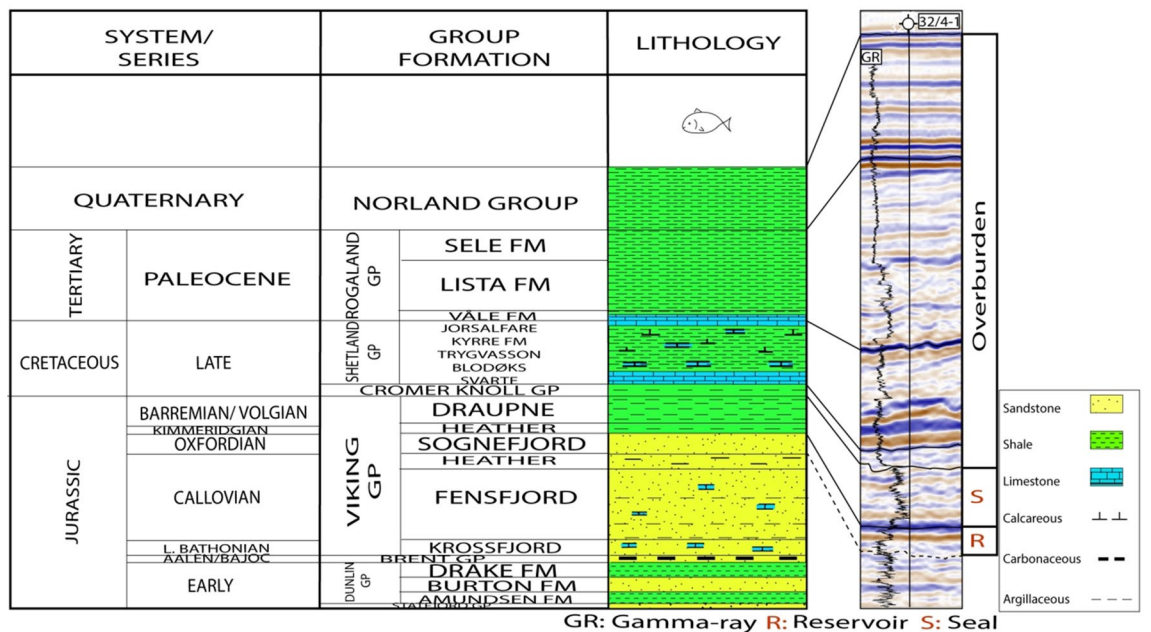 SYSTEM/
SERIES
GROUP
FORMATION
LITHOLOGY
32/4-1
GR
QUATERNARY
NORLAND GROUP
TERTIARY
PALEOCENE
ROGALAND
GP
SELE FM
LISTA FM
VÅLE FM
CRETACEOUS
LATE
SHETLAND
GP
JORSALFARE
KYRRE FM
TRYGVASSON
BLODØKS
SVARTE
CROMER KNOLL GP
JURASSIC
BARREMIAN/ VOLGIAN
KIMMERIDGIAN
OXFORDIAN
CALLOVIAN
L. BATHONIAN
AALEN/BAJOC
EARLY
VIKING
GP
DRAUPNE
HEATHER
SOGNEFJORD
HEATHER
FENSFJORD
KROSSFJORD
BRENT GP
DUNLIN
GP
DRAKE FM
BURTON FM
AMUNDSEN FM
STATFJORD GP
Overburden
S
R
Sandstone
Shale
Limestone
Calcareous
Carbonaceous
Argillaceous
GR: Gamma-ray R: Reservoir S: Seal